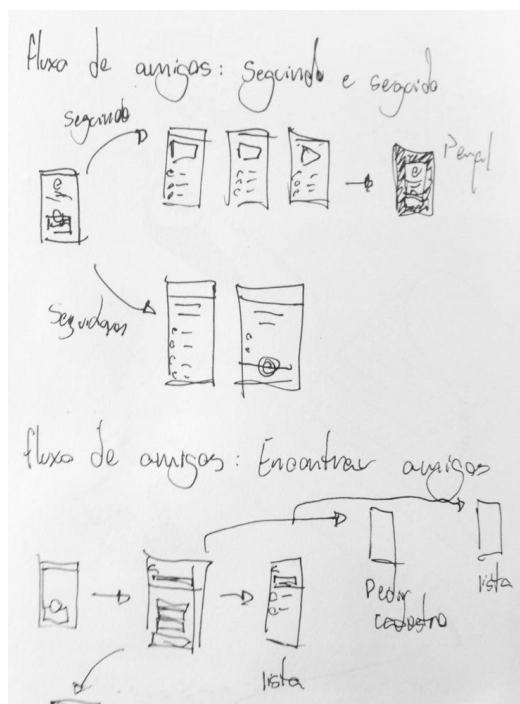 fluxo de amigos: Seguindo e seguido
Seguindo
Perfil
Seguidores
fluxo de amigos: Encontrar amigos
Pedir
cadastro
lista
lista